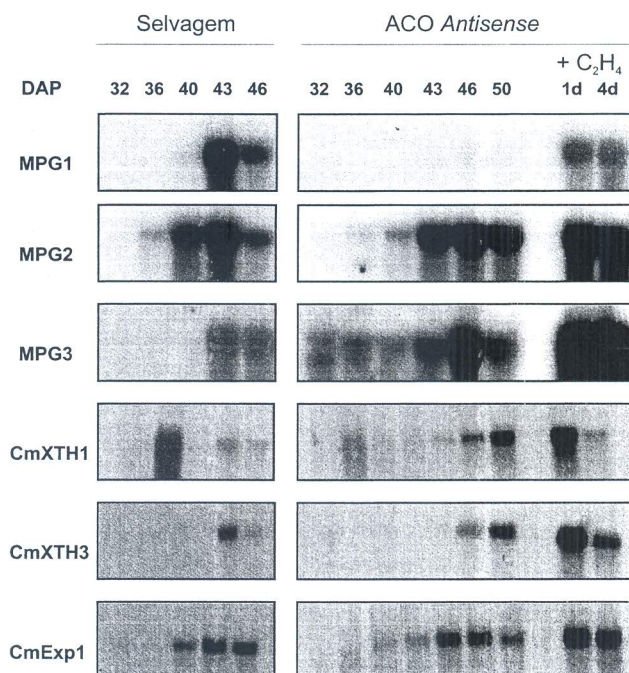 Selvagem ACO Antisense
+ C₂H₄
DAP 32 36 40 43 46 32 36 40 43 46 50 1d 4d
MPG1
MPG2
MPG3
CmXTH1
CmXTH3
CmExp1